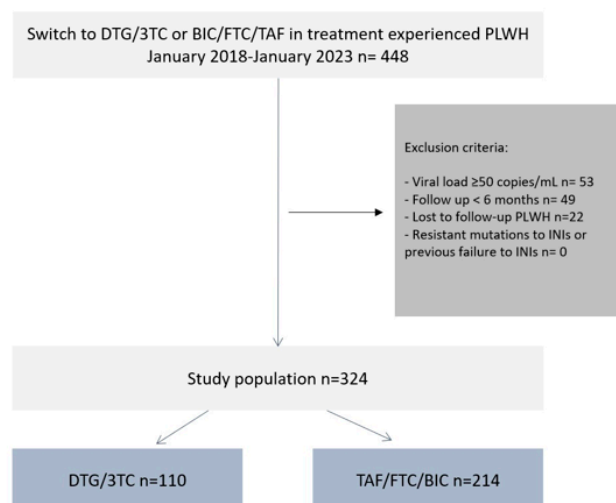 Switch to DTG/3TC or BIC/FTC/TAF in treatment experienced PLWH
January 2018-January 2023 n= 448
Exclusion criteria:
- Viral load ≥50 copies/mL n= 53
- Follow up < 6 months n= 49
- Lost to follow-up PLWH n=22
- Resistant mutations to INIs or
previous failure to INIs n= 0
Study population n=324
DTG/3TC n=110
TAF/FTC/BIC n=214